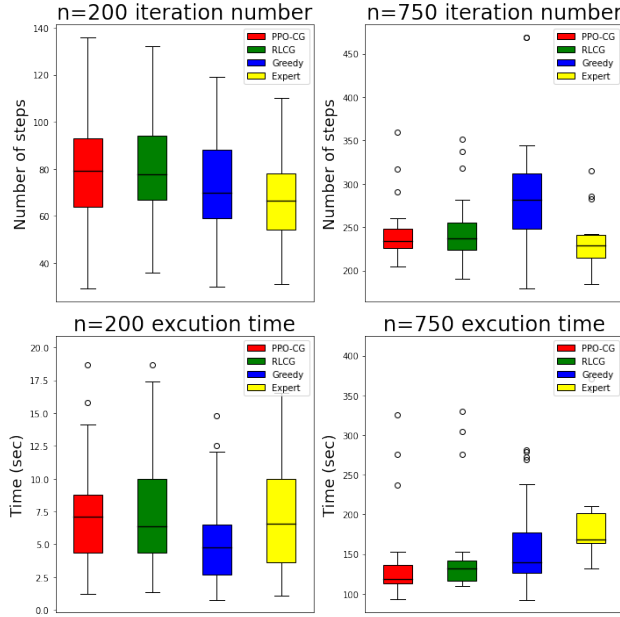 n=200 iteration number
Number of steps
140
120
100
80
60
40
PPO-CG
RLCG
Greedy
Expert
n=750 iteration number
Number of steps
450
400
350
300
250
200
PPO-CG
RLCG
Greedy
Expert
n=200 excution time
Time (sec)
20.0
17.5
15.0
12.5
10.0
7.5
5.0
2.5
0.0
PPO-CG
RLCG
Greedy
Expert
n=750 excution time
Time (sec)
400
350
300
250
200
150
100
PPO-CG
RLCG
Greedy
Expert